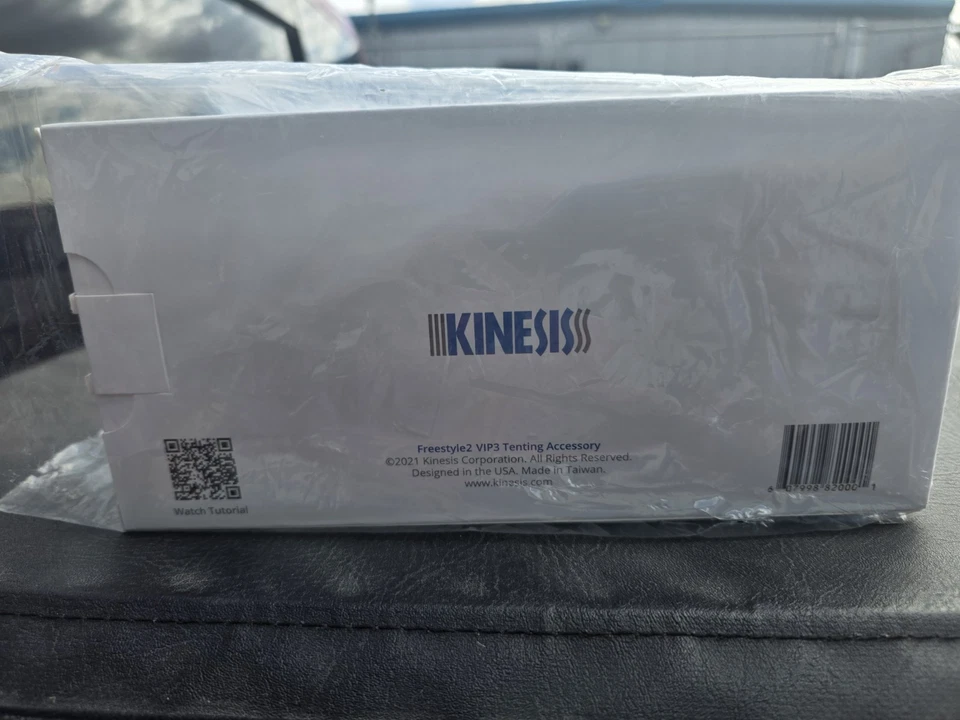 KINESIS
Freestyle2 VIP3 Tenting Accessory
©2021 Kinesis Corporation. All Rights Reserved.
Designed in the USA. Made in Taiwan.
www.kinesis.com
Watch Tutorial